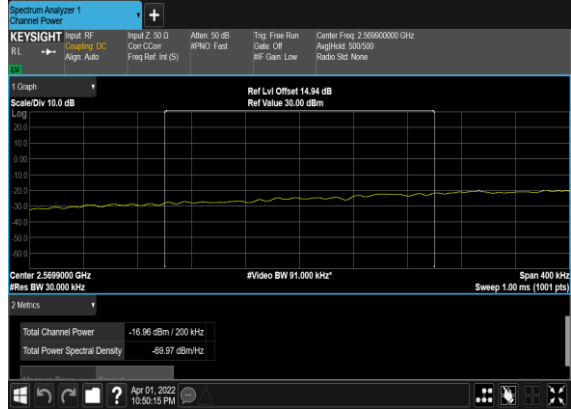 Spectrum Analyzer 1
Channel Power
+
KEYSIGHT Input: RF Input Z: 50 Ω Atten: 50 dB Trig: Free Run Center Freq: 2.569900000 GHz
RL Coupling: DC Corr CCorr #PNO: Fast Gate: Off Avg|Hold: 500/500
Align: Auto Freq Ref: Int (S) #IF Gain: Low Radio Std: None
1 Graph
Ref Lvl Offset 14.94 dB
Scale/Div 10.0 dB Ref Value 30.00 dBm
Log
20.0
10.0
0.00
-10.0
-20.0
-30.0
-40.0
-50.0
-60.0
Center 2.5699000 GHz #Video BW 91.000 kHz* Span 400 kHz
#Res BW 30.000 kHz Sweep 1.00 ms (1001 pts)
2 Metrics
Total Channel Power -16.96 dBm / 200 kHz
Total Power Spectral Density -69.97 dBm/Hz
? Apr 01, 2022
10:50:15 PM